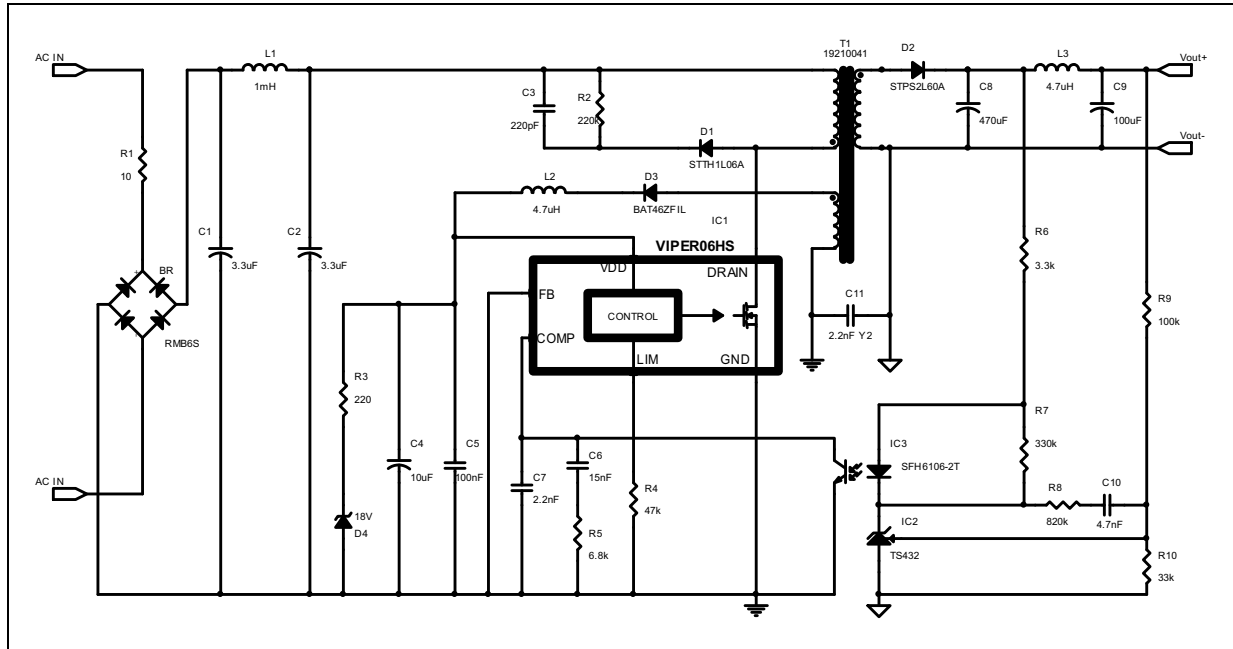 AC IN
R1
10
BR
RMB6S
AC IN
L1
1mH
C1
3.3uF
C2
3.3uF
C3
220pF
R2
220k
D1
STTH1L06A
L2
4.7uH
D3
BAT46ZFIL
IC1
VIPER06HS
VDD
DRAIN
FB
CONTROL
COMP
LIM
GND
R3
220
18V
D4
C4
10uF
C5
100nF
C7
2.2nF
C6
15nF
R5
6.8k
R4
47k
T1
19210041
D2
STPS2L60A
C8
470uF
L3
4.7uH
C9
100uF
Vout+
Vout-
C11
2.2nF Y2
R6
3.3k
R9
100k
R7
330k
IC3
SFH6106-2T
R8
820k
C10
4.7nF
IC2
TS432
R10
33k